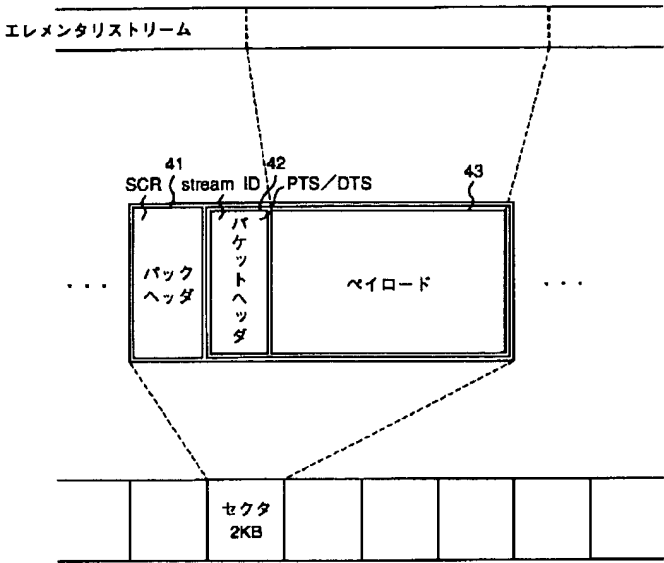 エレメンタリストリーム
41
42
43
SCR stream ID PTS/DTS
パック
ヘッダ
パケットヘッダ
ペイロード
...
...
セクタ
2KB